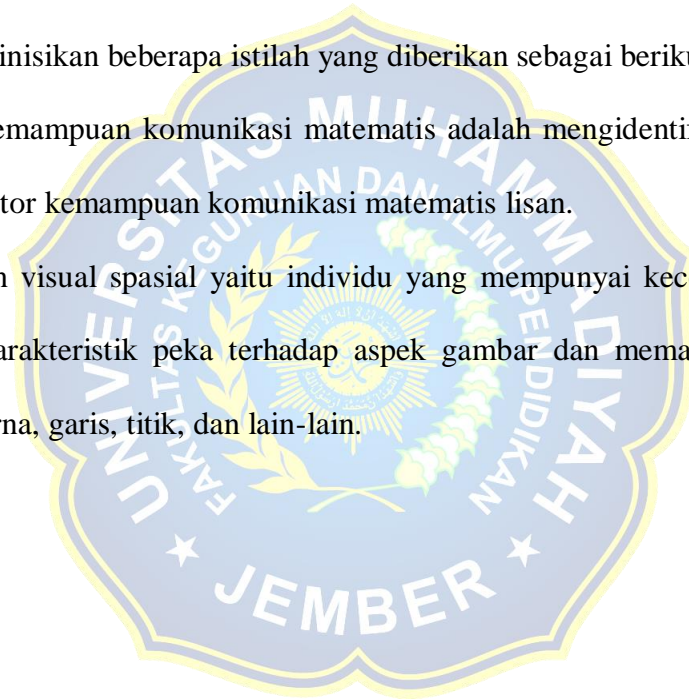 inisikan beberapa istilah yang diberikan sebagai beriku
emampuan komunikasi matematis adalah mengidentif
tor kemampuan komunikasi matematis lisan.
n visual spasial yaitu individu yang mempunyai kec
arakteristik peka terhadap aspek gambar dan mema
rna, garis, titik, dan lain-lain.
UNIVERSITAS MUHAMMADIYAH
FAKULTAS KEGURUAN DAN ILMU PENDIDIKAN
JEMBER